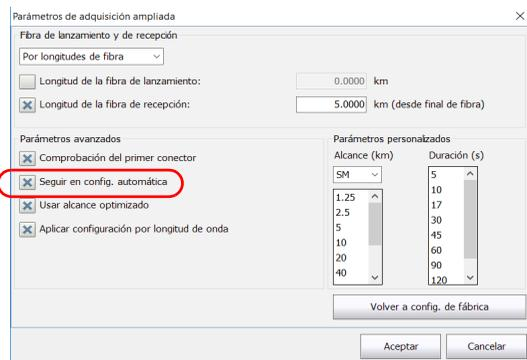 Parámetros de adquisición ampliada
Fibra de lanzamiento y de recepción
Por longitudes de fibra
Longitud de la fibra de lanzamiento: 0.0000 km
Longitud de la fibra de recepción: 5.0000 km (desde final de fibra)
Parámetros avanzados
Comprobación del primer conector
Seguir en config. automática
Usar alcance optimizado
Aplicar configuración por longitud de onda
Parámetros personalizados
Alcance (km) Duración (s)
SM
1.25
2.5
5
10
20
40
5
10
17
30
45
60
90
120
Volver a config. de fábrica
Aceptar Cancelar